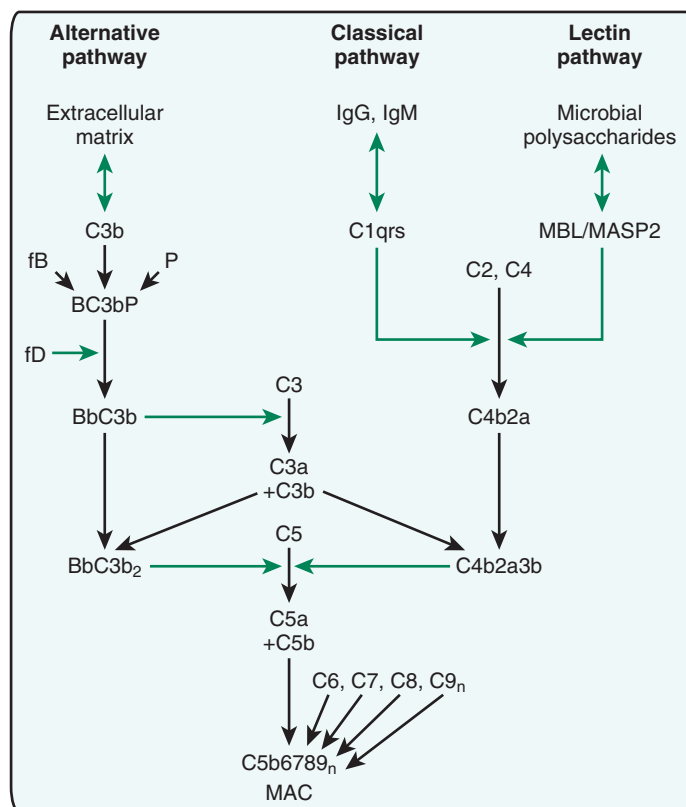 Alternative
pathway
Classical
pathway
Lectin
pathway
Extracellular
matrix
IgG, IgM
Microbial
polysaccharides
C3b
C1qrs
MBL/MASP2
fB
P
C2, C4
BC3bP
fD
C3
BbC3b
C4b2a
C3a
+C3b
C5
BbC3b₂
C4b2a3b
C5a
+C5b
C6, C7, C8, C9ₙ
C5b6789ₙ
MAC